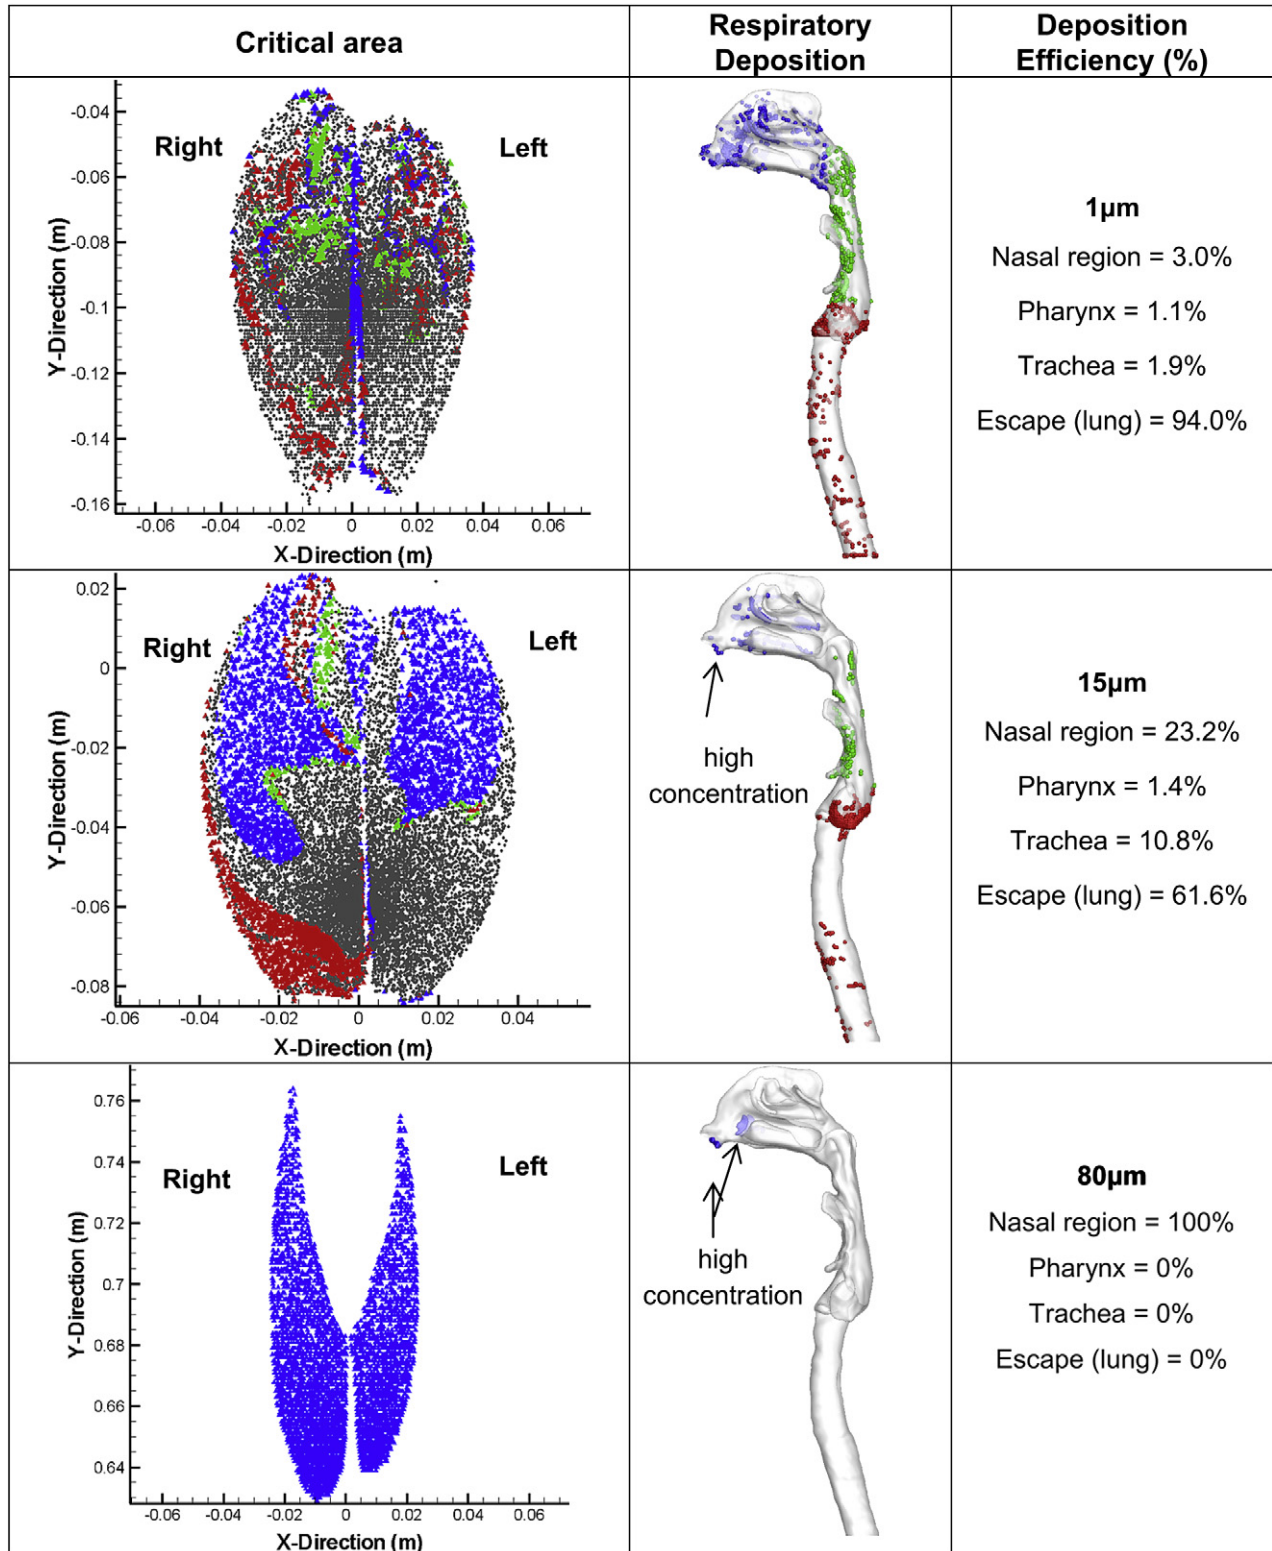 Critical area
Respiratory
Deposition
Deposition
Efficiency (%)
Right
Left
Y-Direction (m)
-0.04
-0.06
-0.08
-0.1
-0.12
-0.14
-0.16
-0.06
-0.04
-0.02
0
0.02
0.04
0.06
X-Direction (m)
1µm
Nasal region = 3.0%
Pharynx = 1.1%
Trachea = 1.9%
Escape (lung) = 94.0%
Right
Left
Y-Direction (m)
0.02
0
-0.02
-0.04
-0.06
-0.08
-0.06
-0.04
-0.02
0
0.02
0.04
X-Direction (m)
high
concentration
15µm
Nasal region = 23.2%
Pharynx = 1.4%
Trachea = 10.8%
Escape (lung) = 61.6%
Right
Left
Y-Direction (m)
0.76
0.74
0.72
0.7
0.68
0.66
0.64
-0.06
-0.04
-0.02
0
0.02
0.04
0.06
X-Direction (m)
high
concentration
80µm
Nasal region = 100%
Pharynx = 0%
Trachea = 0%
Escape (lung) = 0%